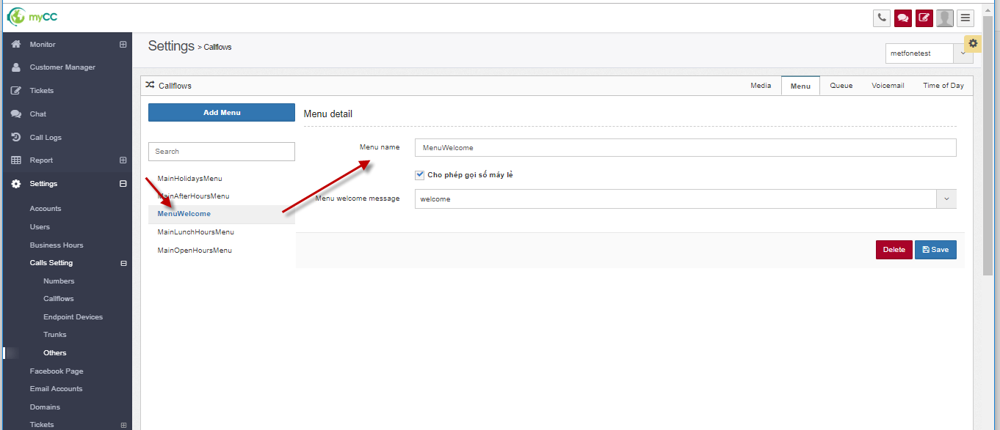 myCC
Monitor
Customer Manager
Tickets
Chat
Call Logs
Report
Settings
Accounts
Users
Business Hours
Calls Setting
Numbers
Callflows
Endpoint Devices
Trunks
Others
Facebook Page
Email Accounts
Domains
Tickets
Settings > Callflows
metfonetest
Callflows
Media Menu Queue Voicemail Time of Day
Add Menu
Search
MainHolidaysMenu
MainAfterHoursMenu
MenuWelcome
MainLunchHoursMenu
MainOpenHoursMenu
Menu detail
Menu name MenuWelcome
Cho phép gọi số máy lẻ
Menu welcome message welcome
Delete Save